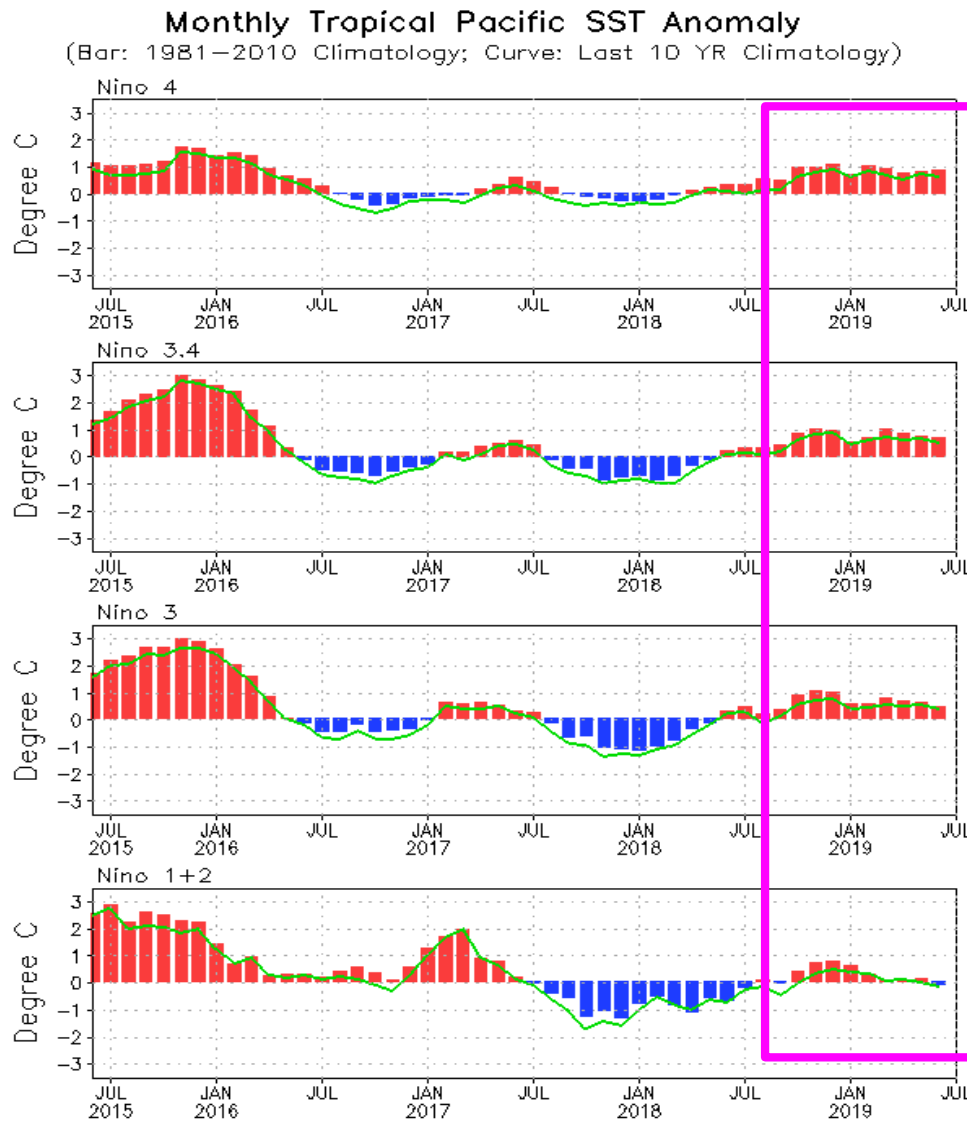 Monthly Tropical Pacific SST Anomaly
(Bar: 1981−2010 Climatology; Curve: Last 10 YR Climatology)
Nino 4
Degree C
3
2
1
0
−1
−2
−3
JUL JAN JUL JAN JUL JAN JUL JAN JUL
2015 2016 2017 2018 2019
Nino 3.4
Degree C
3
2
1
0
−1
−2
−3
JUL JAN JUL JAN JUL JAN JUL JAN JUL
2015 2016 2017 2018 2019
Nino 3
Degree C
3
2
1
0
−1
−2
−3
JUL JAN JUL JAN JUL JAN JUL JAN JUL
2015 2016 2017 2018 2019
Nino 1+2
Degree C
3
2
1
0
−1
−2
−3
JUL JAN JUL JAN JUL JAN JUL JAN JUL
2015 2016 2017 2018 2019